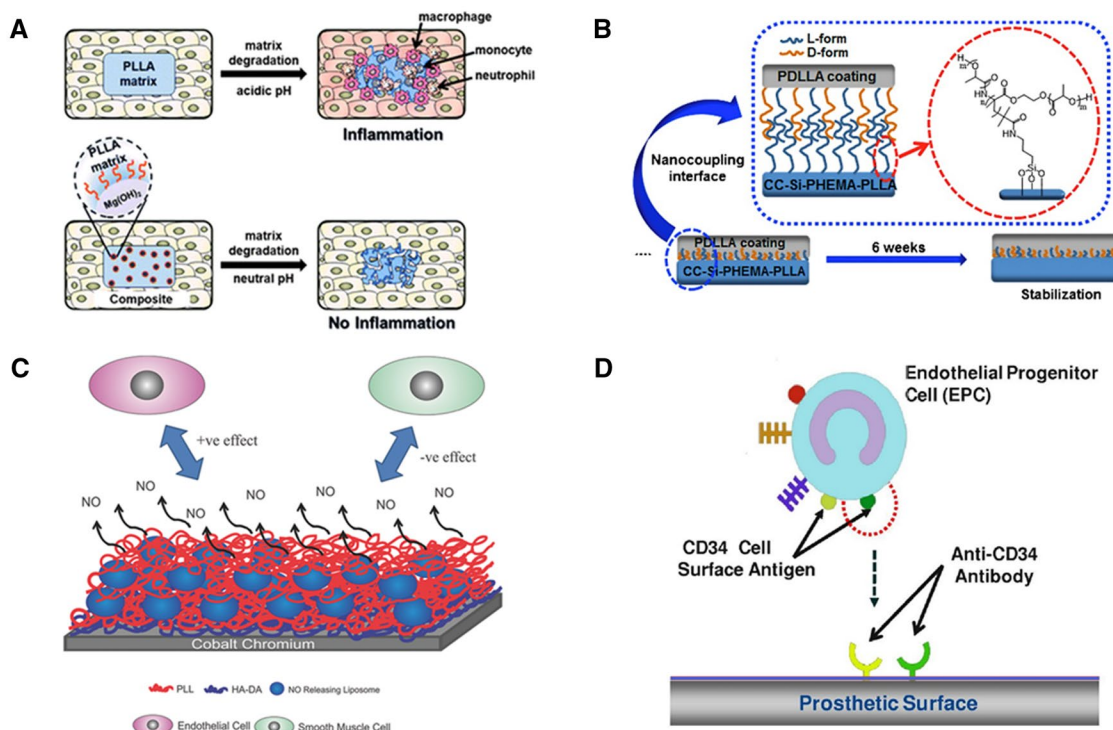 A
PLLA
matrix
matrix
degradation
acidic pH
macrophage
monocyte
neutrophil
Inflammation
PLLA
matrix
Mg(OH)2
Composite
matrix
degradation
neutral pH
No Inflammation
B
L-form
D-form
PDLLA coating
CC-Si-PHEMA-PLLA
Nanocoupling
interface
H
O
m
O
HN
n
O
O
O
O
O
H
m
O
HN
Si
O
O
O
PDLLA coating
CC-Si-PHEMA-PLLA
6 weeks
Stabilization
C
+ve effect
-ve effect
NO
NO
NO
NO
NO
NO
NO
NO
Cobalt Chromium
PLL
HA-DA
NO Releasing Liposome
Endothelial Cell
Smooth Muscle Cell
D
Endothelial Progenitor
Cell (EPC)
CD34 Cell
Surface Antigen
Anti-CD34
Antibody
Prosthetic Surface